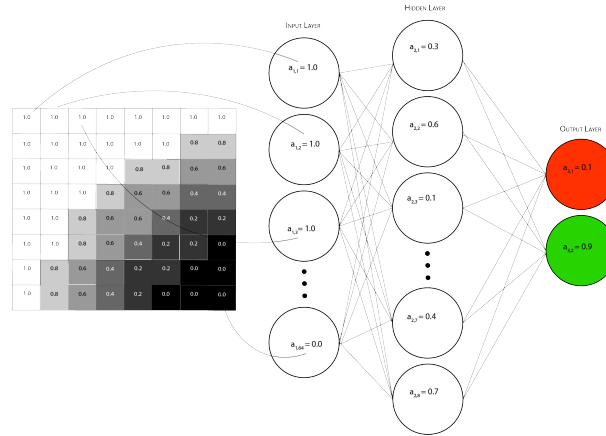 Input Layer
Hidden Layer
Output Layer
1.0 1.0 1.0 1.0 1.0 1.0 1.0 1.0
1.0 1.0 1.0 1.0 1.0 1.0 0.8 0.8
1.0 1.0 1.0 1.0 0.8 0.8 0.6 0.6
1.0 1.0 1.0 0.8 0.6 0.6 0.4 0.4
1.0 1.0 0.8 0.6 0.6 0.4 0.2 0.2
1.0 1.0 0.8 0.6 0.4 0.2 0.2 0.0
1.0 0.8 0.6 0.4 0.2 0.2 0.0 0.0
1.0 0.8 0.6 0.4 0.2 0.0 0.0 0.0
a1,1 = 1.0
a1,2 = 1.0
a1,3 = 1.0
a1,64 = 0.0
a2,1 = 0.3
a2,2 = 0.6
a2,3 = 0.1
a2,7 = 0.4
a2,8 = 0.7
a3,1 = 0.1
a3,2 = 0.9